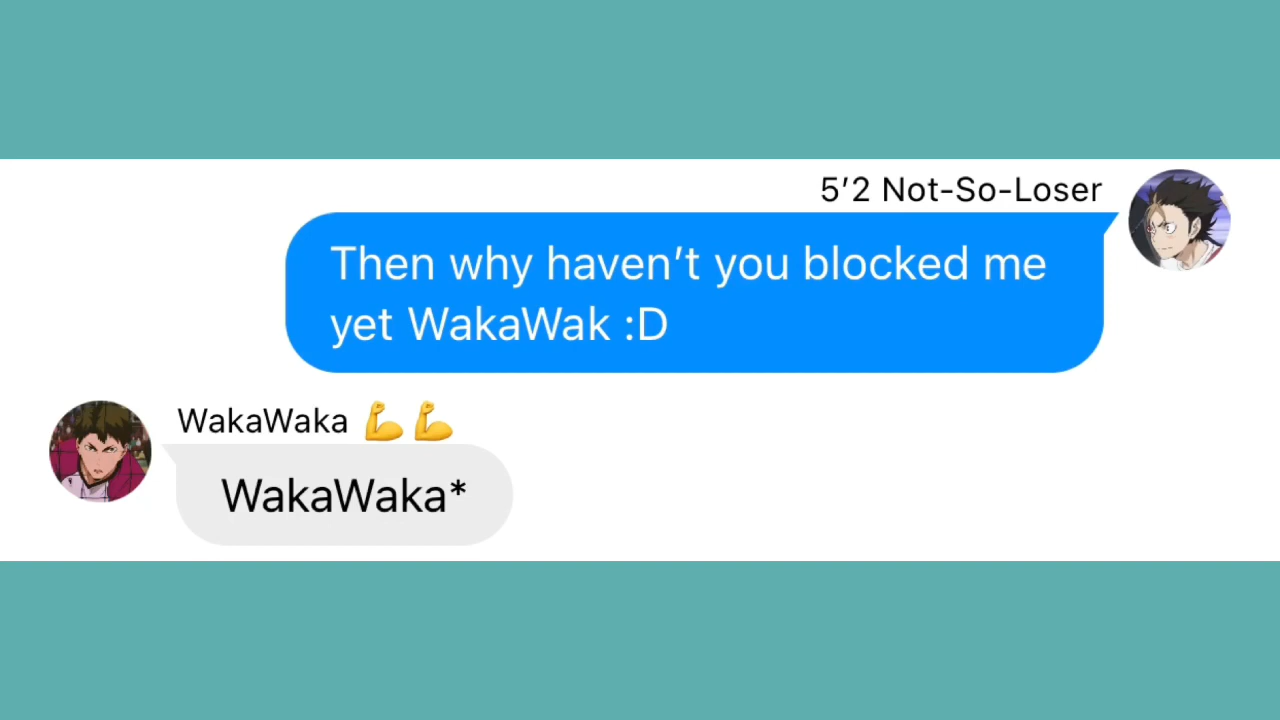 5'2 Not-So-Loser
Then why haven't you blocked me
yet WakaWak :D
WakaWaka 💪💪
WakaWaka*